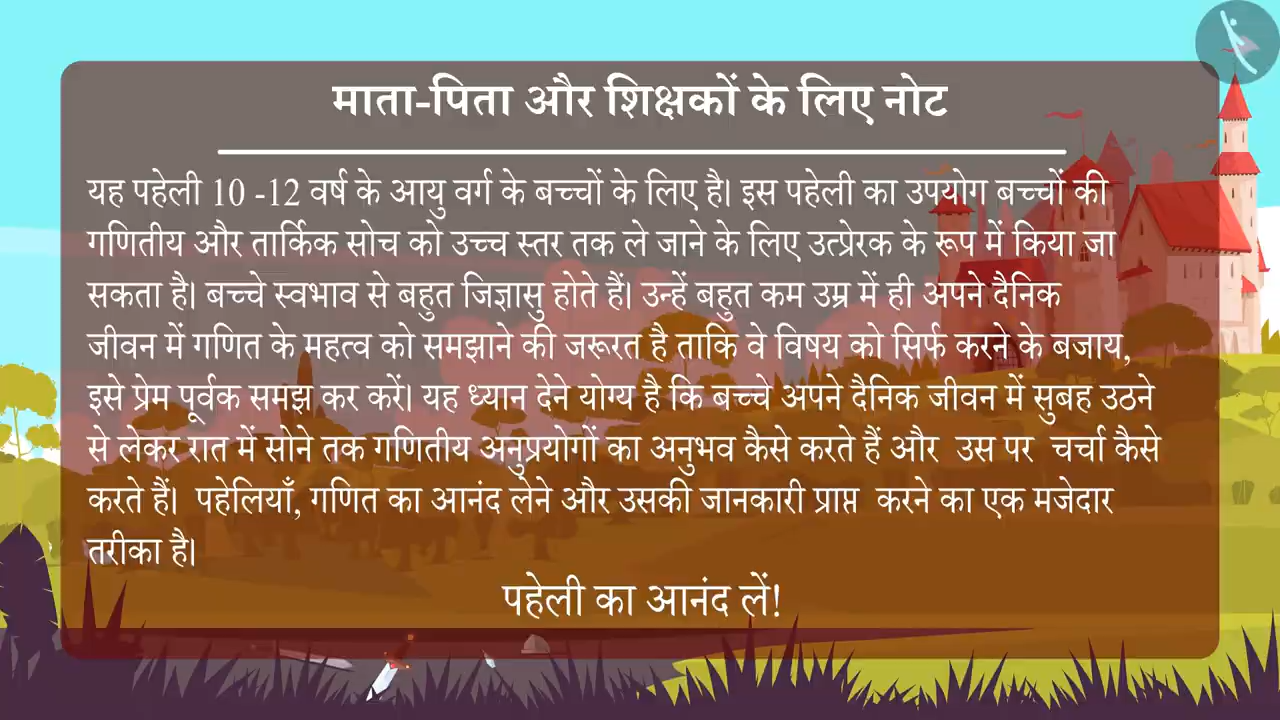 माता-पिता और शिक्षकों के लिए नोट
यह पहेली 10 -12 वर्ष के आयु वर्ग के बच्चों के लिए है। इस पहेली का उपयोग बच्चों की
गणितीय और तार्किक सोच को उच्च स्तर तक ले जाने के लिए उत्प्रेरक के रूप में किया जा
सकता है। बच्चे स्वभाव से बहुत जिज्ञासु होते हैं। उन्हें बहुत कम उम्र में ही अपने दैनिक
जीवन में गणित के महत्व को समझाने की जरूरत है ताकि वे विषय को सिर्फ करने के बजाय,
इसे प्रेम पूर्वक समझ कर करें। यह ध्यान देने योग्य है कि बच्चे अपने दैनिक जीवन में सुबह उठने
से लेकर रात में सोने तक गणितीय अनुप्रयोगों का अनुभव कैसे करते हैं और उस पर चर्चा कैसे
करते हैं। पहेलियाँ, गणित का आनंद लेने और उसकी जानकारी प्राप्त करने का एक मजेदार
तरीका है।
पहेली का आनंद लें!